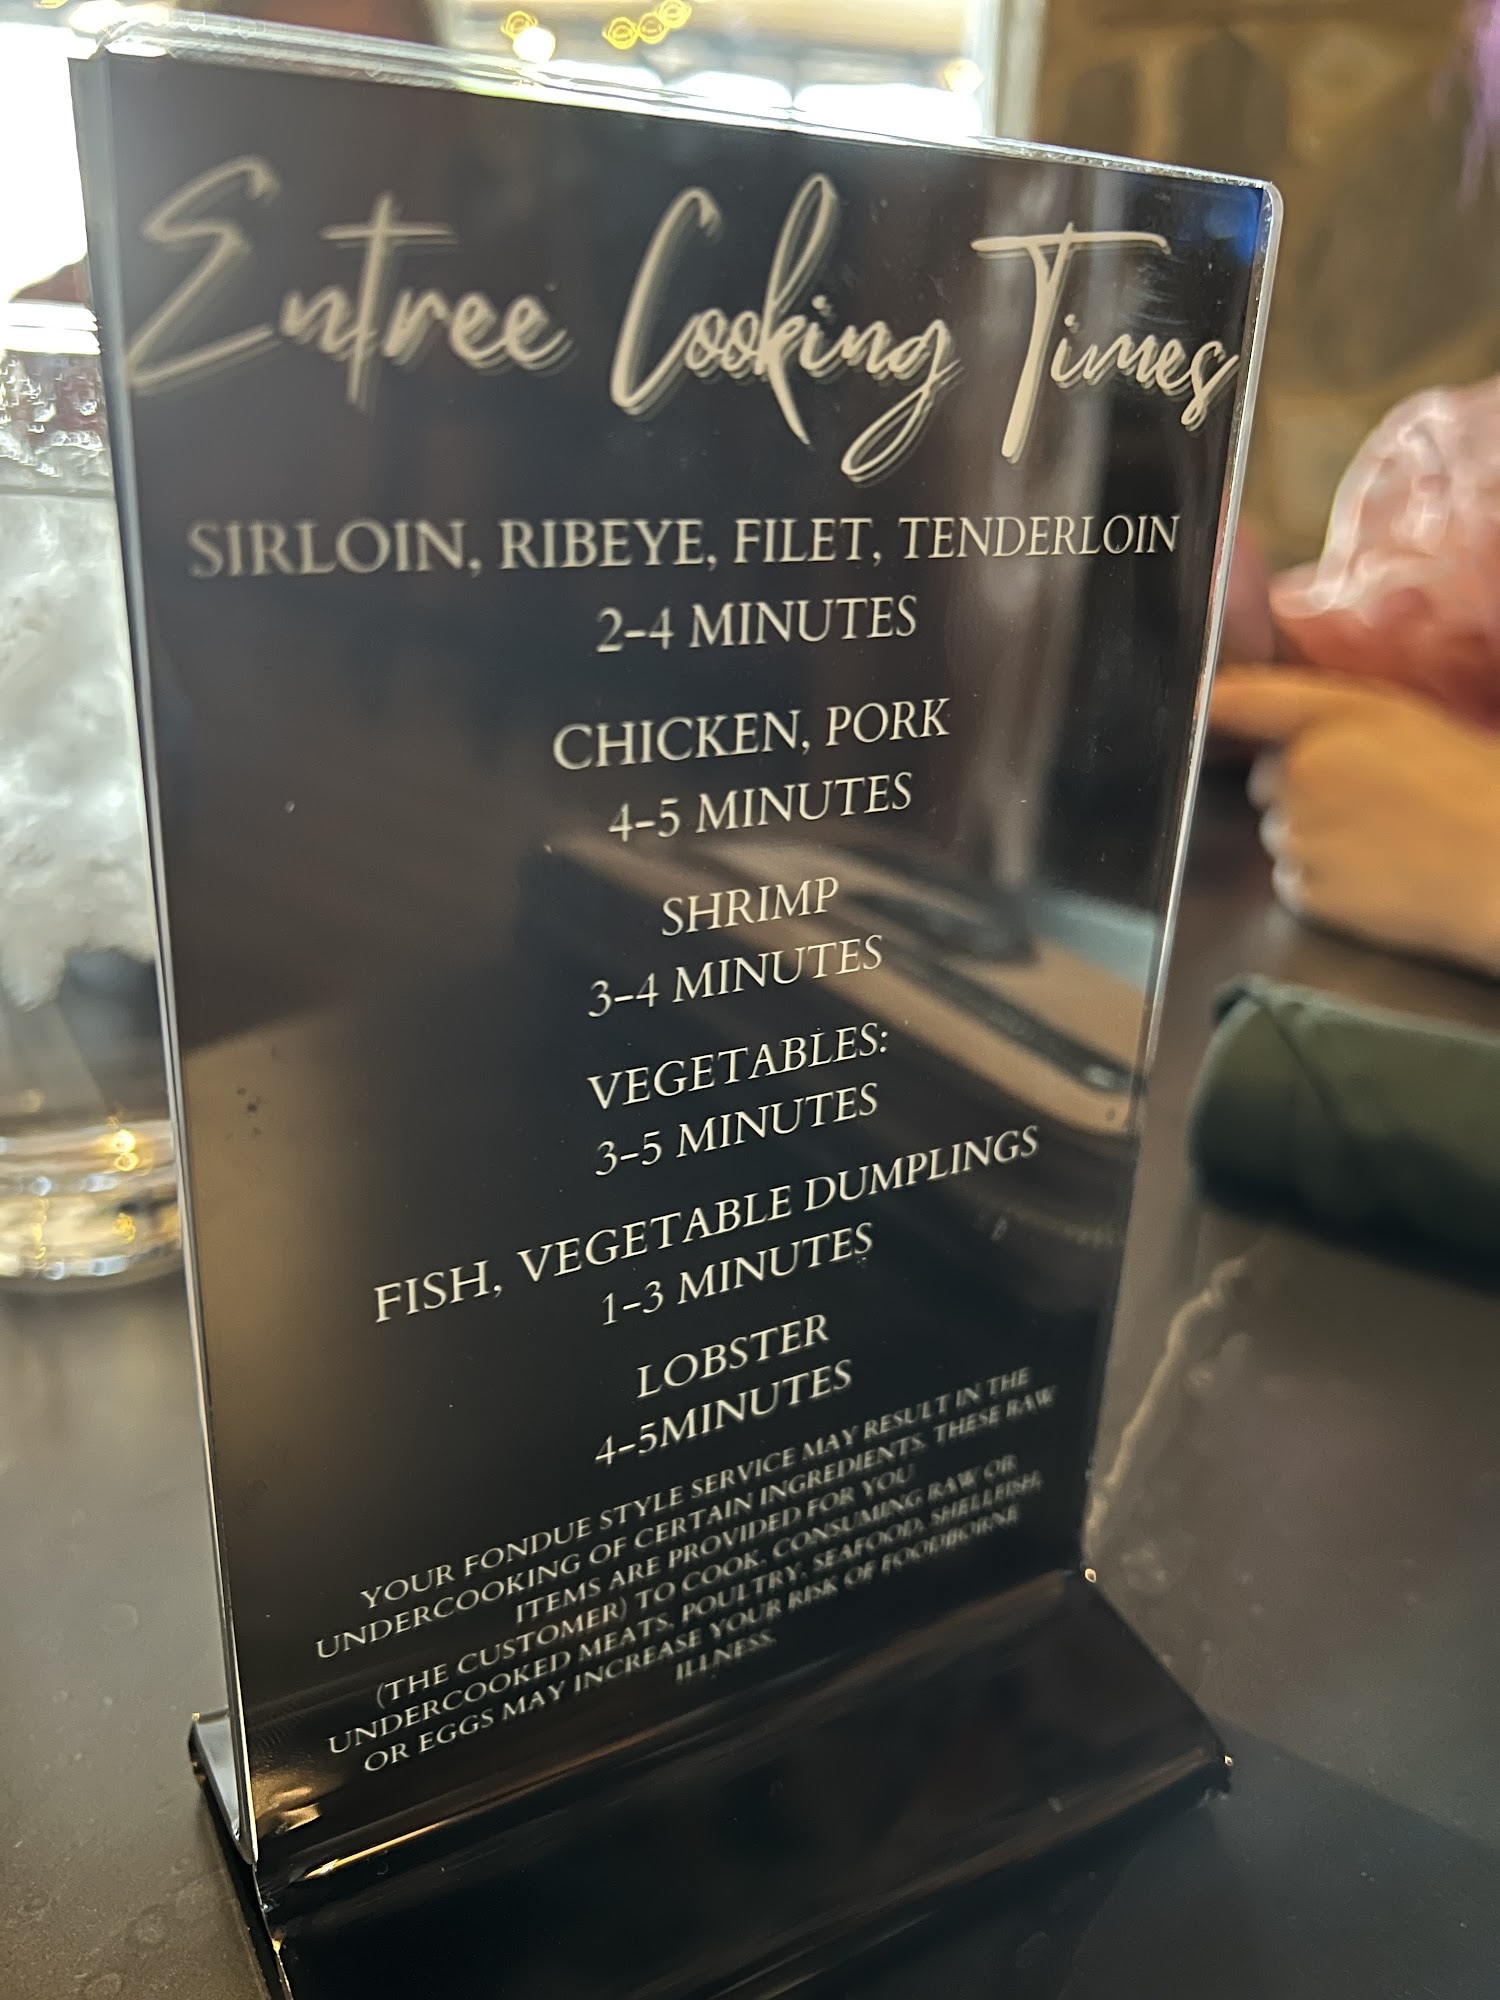 Entree Cooking Times
SIRLOIN, RIBEYE, FILET, TENDERLOIN
2-4 MINUTES
CHICKEN, PORK
4-5 MINUTES
SHRIMP
3-4 MINUTES
VEGETABLES:
3-5 MINUTES
FISH, VEGETABLE DUMPLINGS
1-3 MINUTES
LOBSTER
4-5MINUTES
YOUR FONDUE STYLE SERVICE MAY RESULT IN THE
UNDERCOOKING OF CERTAIN INGREDIENTS. THESE RAW
ITEMS ARE PROVIDED FOR YOU
(THE CUSTOMER) TO COOK. CONSUMING RAW OR
UNDERCOOKED MEATS, POULTRY, SEAFOOD, SHELLFISH,
OR EGGS MAY INCREASE YOUR RISK OF FOODBORNE
ILLNESS.